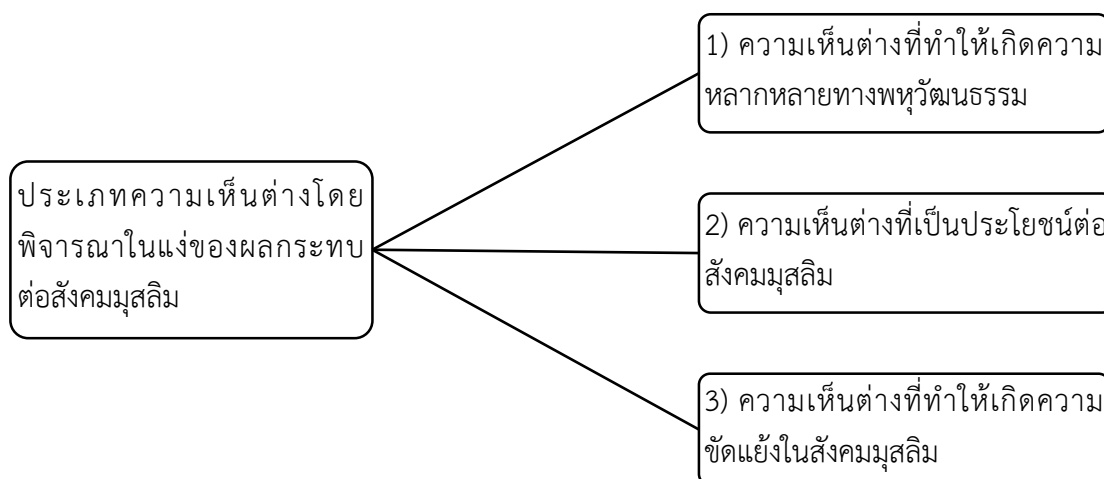 ประเภทความเห็นต่างโดย
พิจารณาในแง่ของผลกระทบ
ต่อสังคมมุสลิม
1) ความเห็นต่างที่ทำให้เกิดความ
หลากหลายทางพหุวัฒนธรรม
2) ความเห็นต่างที่เป็นประโยชน์ต่อ
สังคมมุสลิม
3) ความเห็นต่างที่ทำให้เกิดความ
ขัดแย้งในสังคมมุสลิม